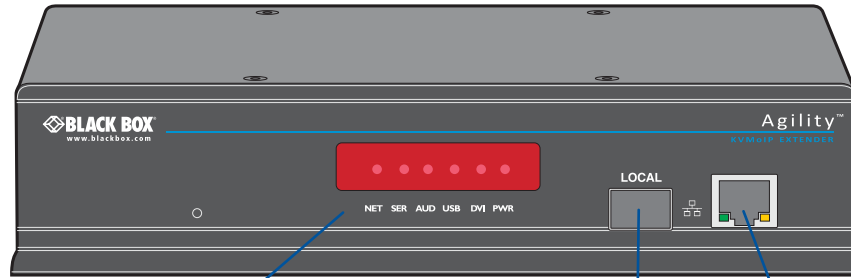 BLACK BOX®
www.blackbox.com
Agility™
KVMoIP EXTENDER
LOCAL
NET SER AUD USB DVI PWR